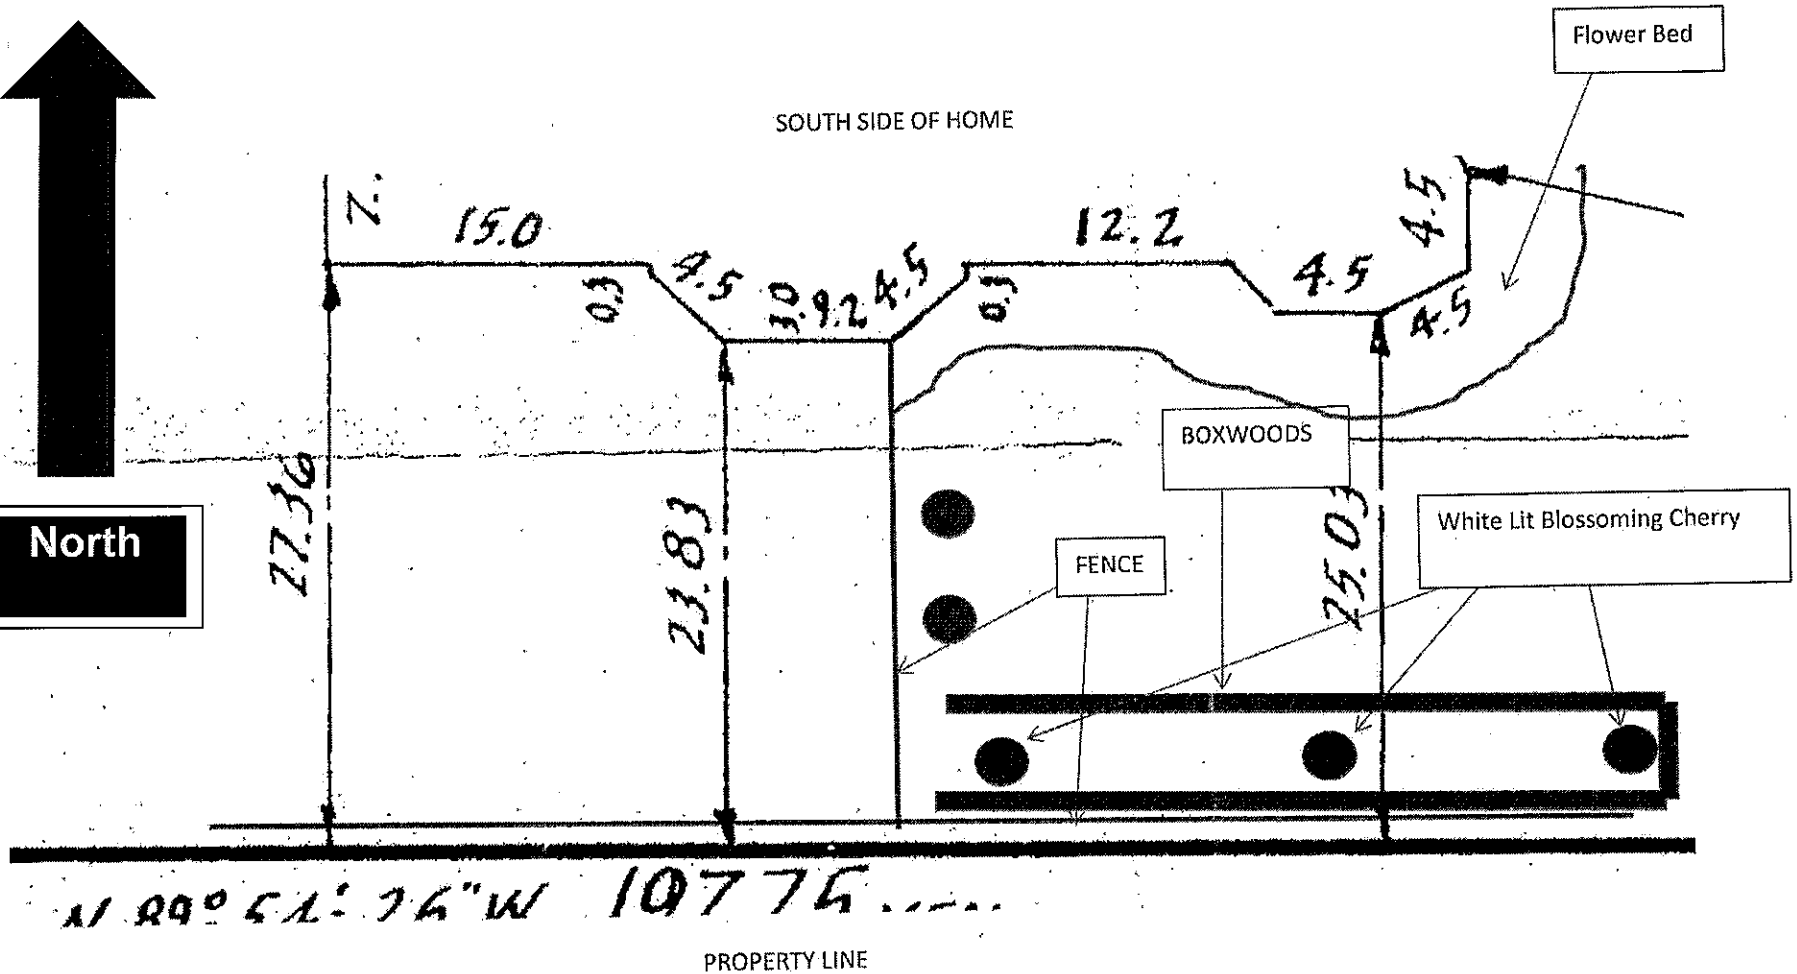 Flower Bed
SOUTH SIDE OF HOME
7.
15.0
4.5
0.3
3.0
9.2
4.5
0.3
12.2
4.5
4.5
4.5
BOXWOODS
White Lit Blossoming Cherry
North
27.36
23.83
25.03
FENCE
N 89°
"W
PROPERTY LINE